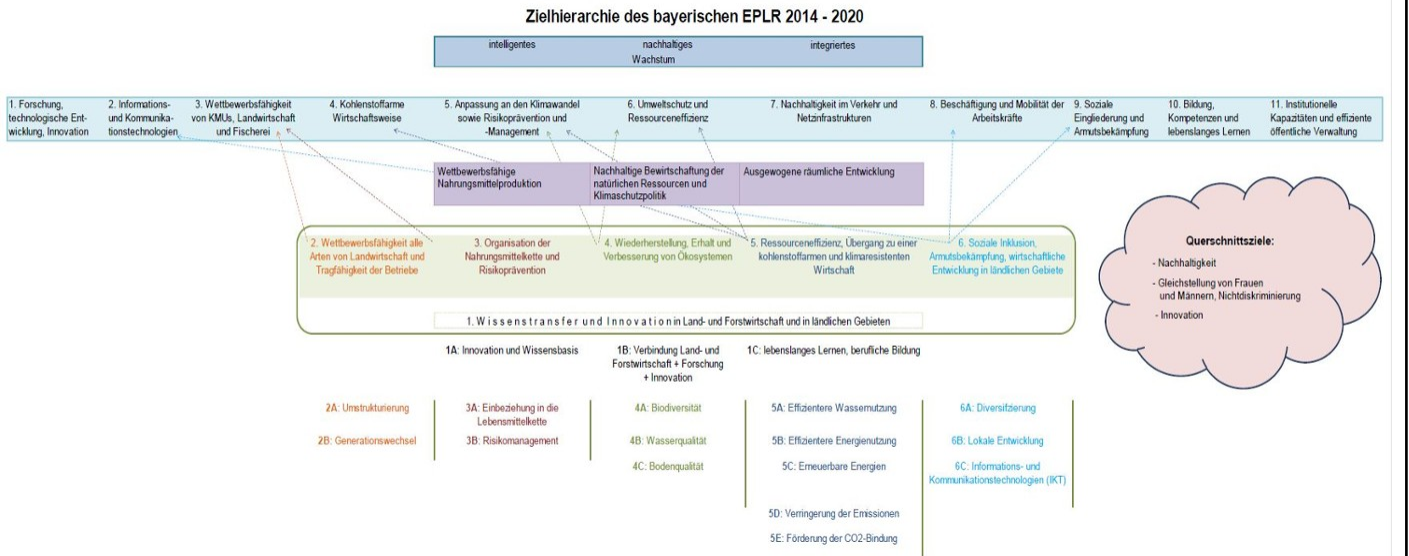 Zielhierarchie des bayerischen EPLR 2014 - 2020
intelligentes
nachhaltiges
integriertes
Wachstum
1. Forschung,
technologische Ent-
wicklung, Innovation
2. Informations-
und Kommunika-
tionstechnologien
3. Wettbewerbsfähigkeit
von KMUs, Landwirtschaft
und Fischerei
4. Kohlenstoffarme
Wirtschaftsweise
5. Anpassung an den Klimawandel
sowie Risikoprävention und
-Management
6. Umweltschutz und
Ressourceneffizienz
7. Nachhaltigkeit im Verkehr und
Netzinfrastrukturen
8. Beschäftigung und Mobilität der
Arbeitskräfte
9. Soziale
Eingliederung und
Armutsbekämpfung
10. Bildung,
Kompetenzen und
lebenslanges Lernen
11. Institutionelle
Kapazitäten und effiziente
öffentliche Verwaltung
Wettbewerbsfähige
Nahrungsmittelproduktion
Nachhaltige Bewirtschaftung der
natürlichen Ressourcen und
Klimaschutzpolitik
Ausgewogene räumliche Entwicklung
2. Wettbewerbsfähigkeit alle
Arten von Landwirtschaft und
Tragfähigkeit der Betriebe
3. Organisation der
Nahrungsmittelkette und
Risikoprävention
4. Wiederherstellung, Erhalt und
Verbesserung von Ökosystemen
5. Ressourceneffizienz, Übergang zu einer
kohlenstoffarmen und klimaresistenten
Wirtschaft
6. Soziale Inklusion,
Armutsbekämpfung, wirtschaftliche
Entwicklung in ländlichen Gebiete
1. Wissenstransfer und Innovation in Land- und Forstwirtschaft und in ländlichen Gebieten
1A: Innovation und Wissensbasis
1B: Verbindung Land- und
Forstwirtschaft + Forschung
+ Innovation
1C: lebenslanges Lernen, berufliche Bildung
2A: Umstrukturierung
2B: Generationswechsel
3A: Einbeziehung in die
Lebensmittelkette
3B: Risikomanagement
4A: Biodiversität
4B: Wasserqualität
4C: Bodenqualität
5A: Effizientere Wassernutzung
5B: Effizientere Energienutzung
5C: Erneuerbare Energien
5D: Verringerung der Emissionen
5E: Förderung der CO2-Bindung
6A: Diversifzierung
6B: Lokale Entwicklung
6C: Informations- und
Kommunikationstechnologien (IKT)
Querschnittsziele:
- Nachhaltigkeit
- Gleichstellung von Frauen
und Männern, Nichtdiskriminierung
- Innovation